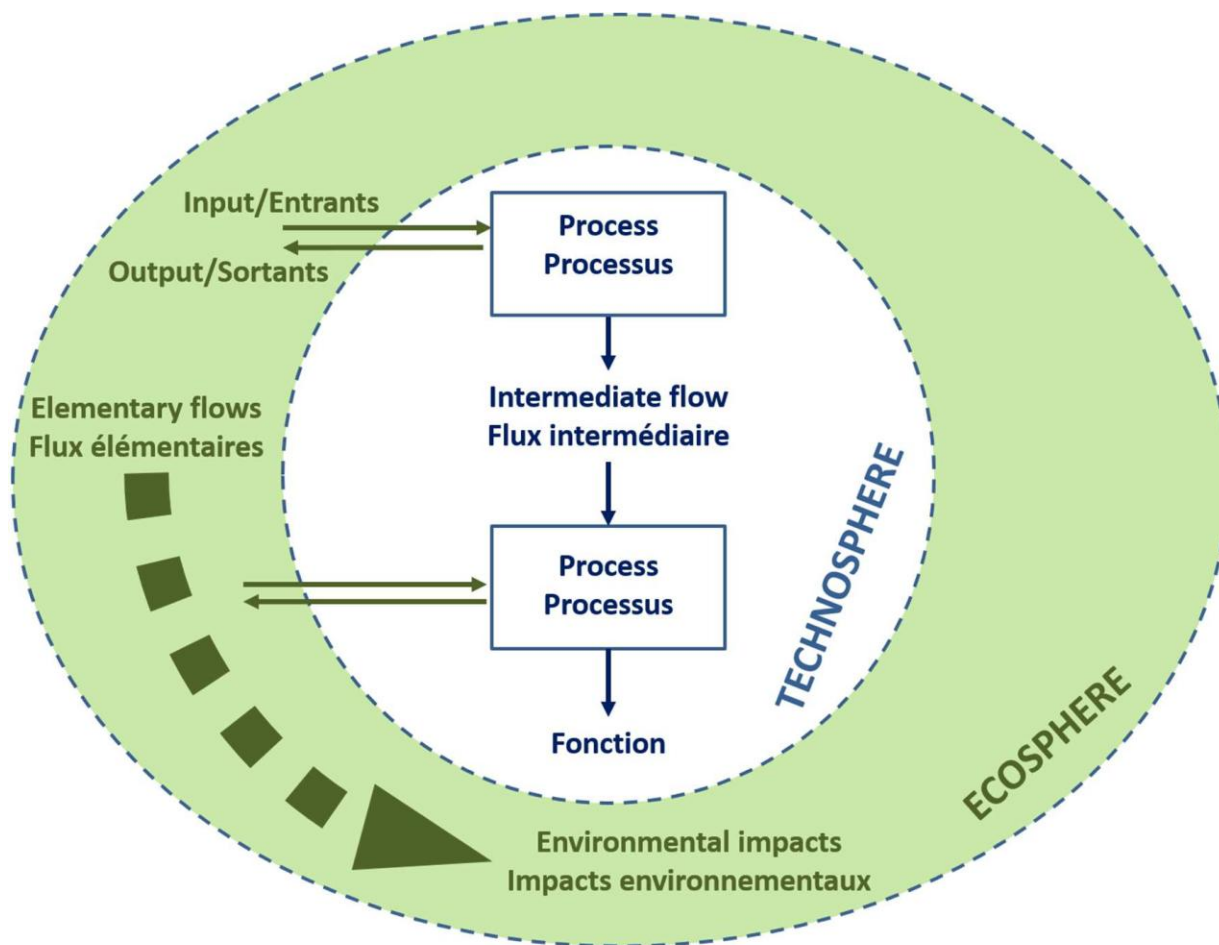 Input/Entrants
Output/Sortants
Process
Processus
Elementary flows
Flux élémentaires
Intermediate flow
Flux intermédiaire
Process
Processus
TECHNOSPHERE
Fonction
ECOSPHERE
Environmental impacts
Impacts environnementaux